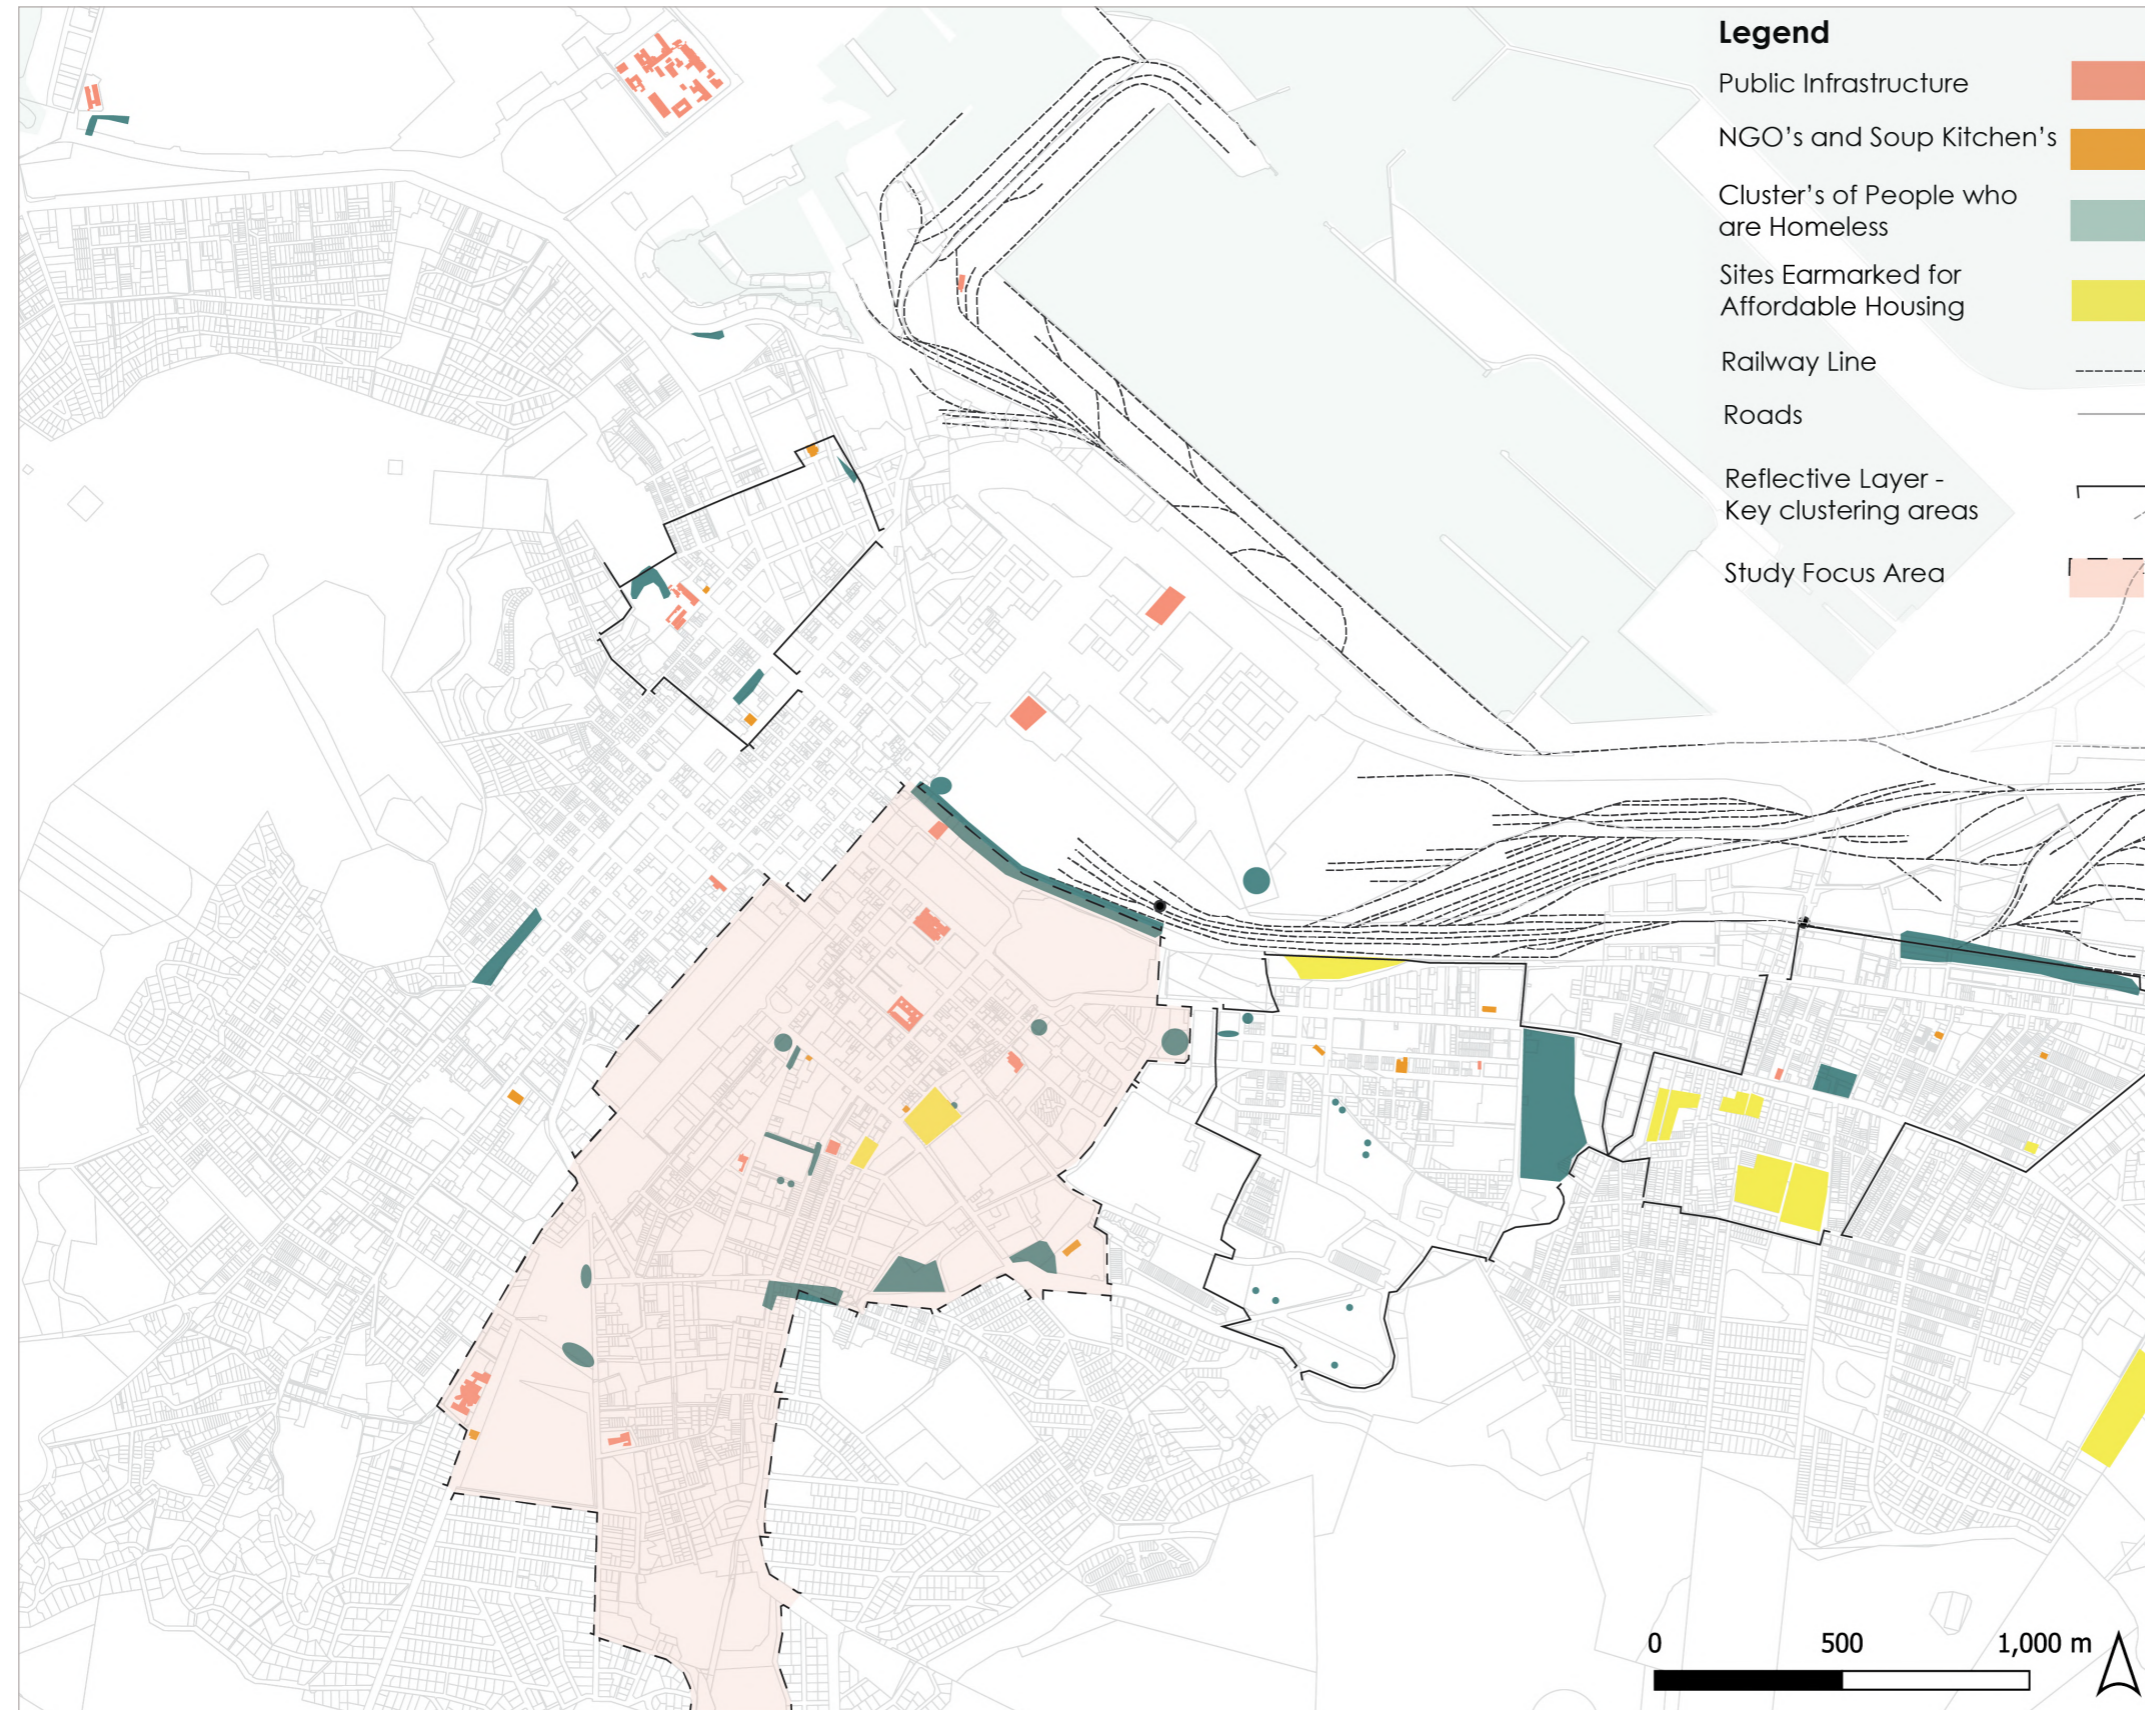 Legend
Public Infrastructure
NGO's and Soup Kitchen's
Cluster's of People who
are Homeless
Sites Earmarked for
Affordable Housing
Railway Line
Roads
Reflective Layer -
Key clustering areas
Study Focus Area
0 500 1,000 m